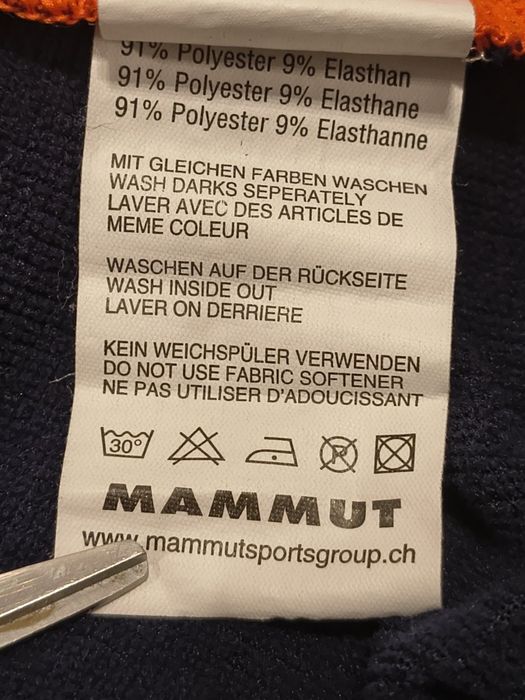 91% Polyester 9% Elasthan
91% Polyester 9% Elasthane
91% Polyester 9% Elasthanne
MIT GLEICHEN FARBEN WASCHEN
WASH DARKS SEPERATELY
LAVER AVEC DES ARTICLES DE
MEME COLEUR
WASCHEN AUF DER RÜCKSEITE
WASH INSIDE OUT
LAVER ON DERRIERE
KEIN WEICHSPÜLER VERWENDEN
DO NOT USE FABRIC SOFTENER
NE PAS UTILISER D'ADOUCISSANT
30° P
MAMMUT
www.mammutsportsgroup.ch